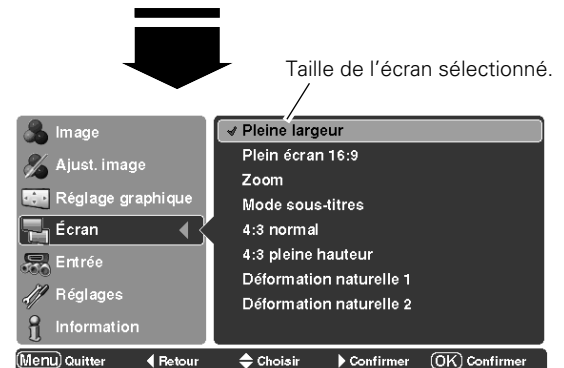 Taille de l'écran sélectionné.
Image
Ajust. image
Réglage graphique
Écran
Entrée
Réglages
Information
Pleine largeur
Plein écran 16:9
Zoom
Mode sous-titres
4:3 normal
4:3 pleine hauteur
Déformation naturelle 1
Déformation naturelle 2
Menu Quitter Retour Choisir Confirmer OK Confirmer